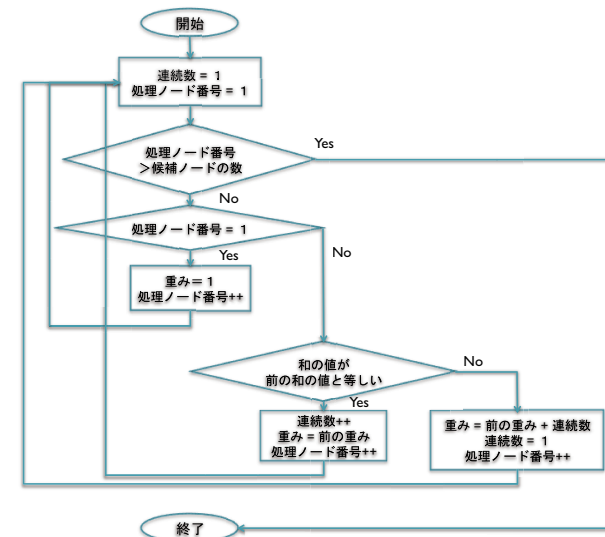 開始
連続数 = 1
処理ノード番号 = 1
処理ノード番号
＞候補ノードの数
Yes
No
処理ノード番号 = 1
Yes
No
重み＝1
処理ノード番号++
和の値が
前の和の値と等しい
No
Yes
連続数++
重み = 前の重み
処理ノード番号++
重み = 前の重み + 連続数
連続数 = 1
処理ノード番号++
終了